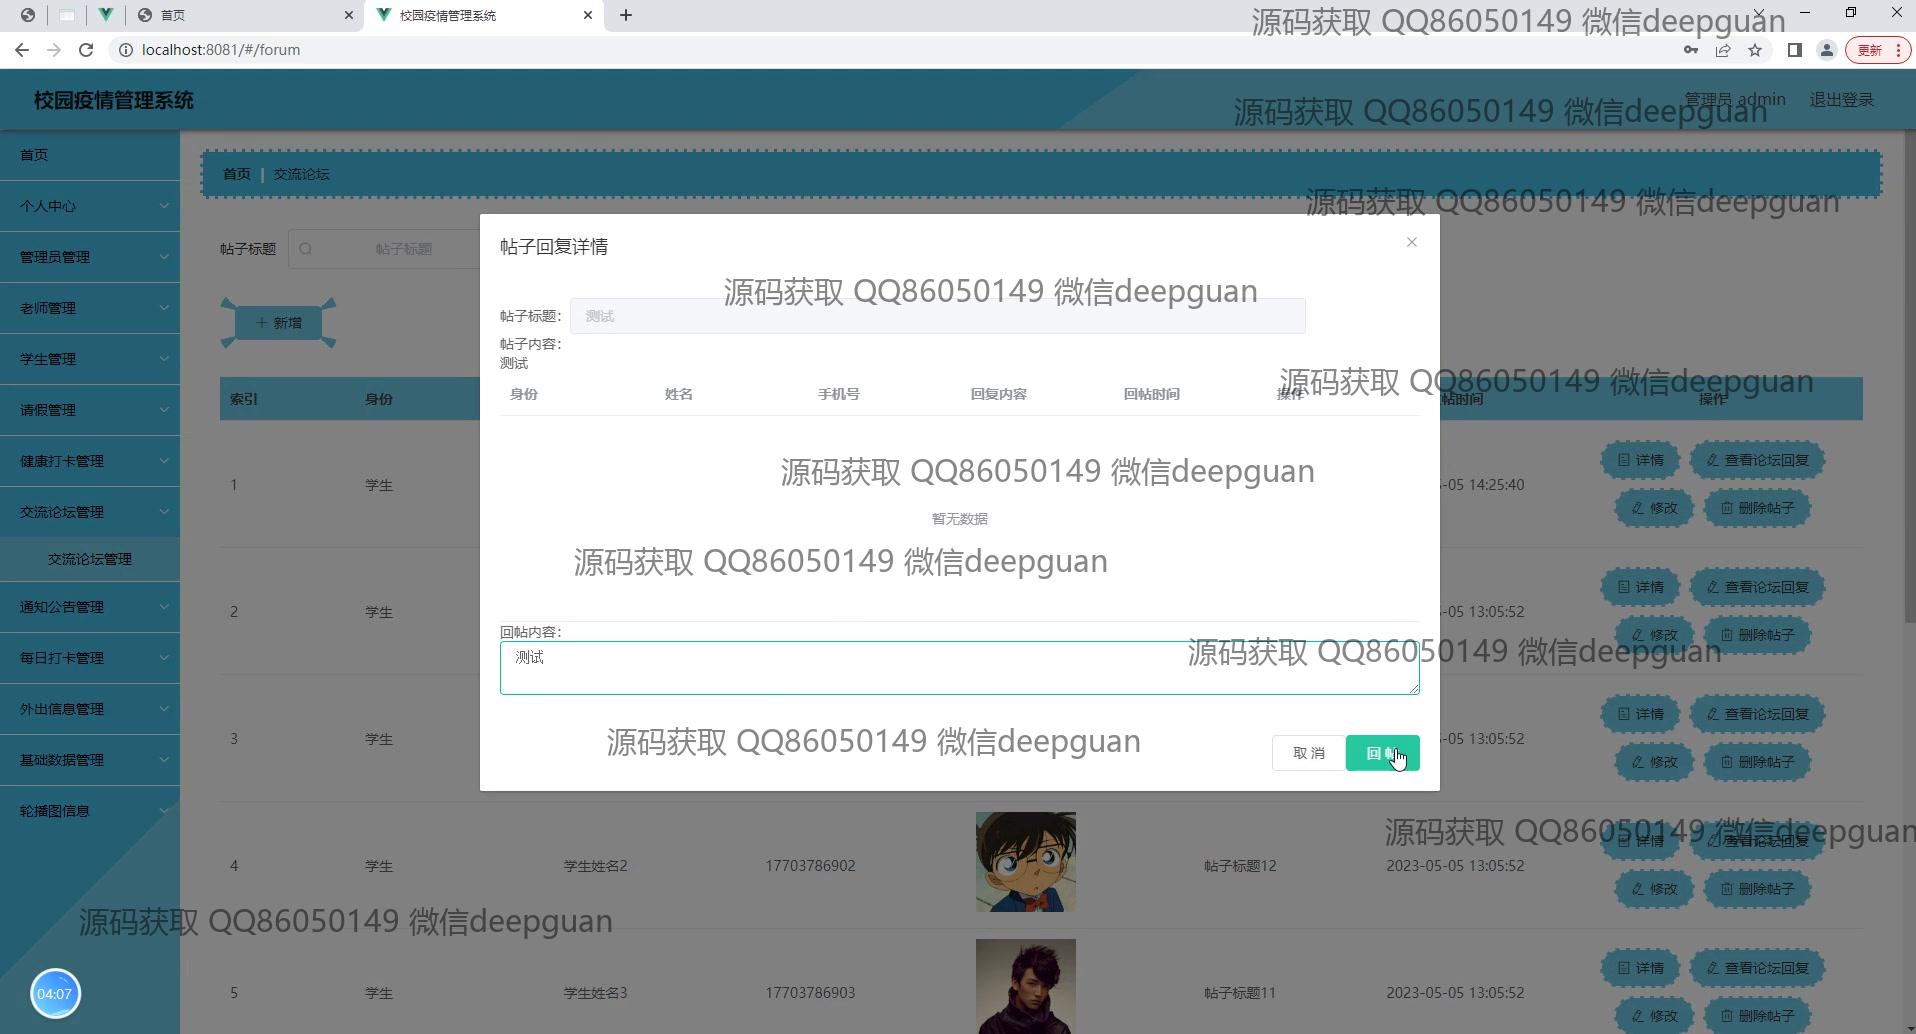 首页
校园疫情管理系统
源码获取 QQ86050149 微信deepguan
localhost:8081/#/forum
更新
校园疫情管理系统
管理员 admin
退出登录
源码获取 QQ86050149 微信deepguan
首页
首页 | 交流论坛
个人中心
源码获取 QQ86050149 微信deepguan
管理员管理
帖子标题
帖子标题
帖子回复详情
源码获取 QQ86050149 微信deepguan
老师管理
+ 新增
帖子标题：
测试
帖子内容：
测试
学生管理
源码获取 QQ86050149 微信deepguan
身份 姓名 手机号 回复内容 回帖时间 操作
索引 身份 帖时间 操作
请假管理
健康打卡管理
详情 查看论坛回复
源码获取 QQ86050149 微信deepguan
1 学生 -05 14:25:40
修改 删除帖子
交流论坛管理
暂无数据
交流论坛管理
源码获取 QQ86050149 微信deepguan
详情 查看论坛回复
通知公告管理
2 学生 -05 13:05:52
修改 删除帖子
回帖内容：
测试
源码获取 QQ86050149 微信deepguan
每日打卡管理
外出信息管理
详情 查看论坛回复
3 学生 -05 13:05:52
源码获取 QQ86050149 微信deepguan
取消
回
修改 删除帖子
基础数据管理
轮播图信息
源码获取 QQ86050149 微信deepguan
详情 查看论坛回复
4 学生 学生姓名2 17703786902 帖子标题12 2023-05-05 13:05:52
修改 删除帖子
源码获取 QQ86050149 微信deepguan
详情 查看论坛回复
5 学生 学生姓名3 17703786903 帖子标题11 2023-05-05 13:05:52
修改 删除帖子
04:07